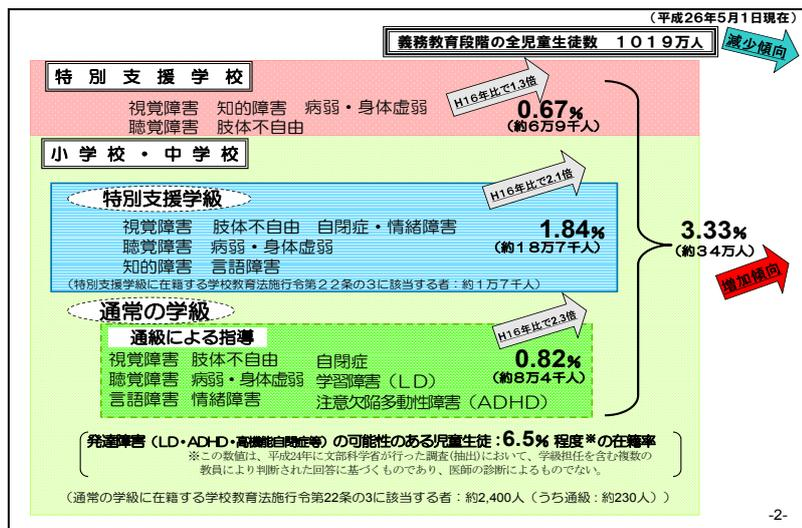 （平成26年5月1日現在）
義務教育段階の全児童生徒数　１０１９万人
減少傾向
特別支援学校
H16年比で1.3倍
視覚障害　知的障害　病弱・身体虚弱
聴覚障害　肢体不自由
0.67%
（約6万9千人）
小学校・中学校
H16年比で2.1倍
特別支援学級
視覚障害　肢体不自由　自閉症・情緒障害
聴覚障害　病弱・身体虚弱
知的障害　言語障害
1.84%
（約18万7千人）
（特別支援学級に在籍する学校教育法施行令第２２条の3に該当する者：約1万7千人）
3.33%
（約34万人）
増加傾向
通常の学級
H16年比で2.3倍
通級による指導
視覚障害　肢体不自由　自閉症
聴覚障害　病弱・身体虚弱　学習障害（ＬＤ）
言語障害　情緒障害　注意欠陥多動性障害（ADHD）
0.82%
（約8万4千人）
発達障害（ＬＤ・ADHD・高機能自閉症等）の可能性のある児童生徒：6.5%程度※の在籍率
※この数値は、平成24年に文部科学省が行った調査(抽出)において、学級担任を含む複数の
教員により判断された回答に基づくものであり、医師の診断によるものでない。
（通常の学級に在籍する学校教育法施行令第22条の3に該当する者：約2,400人（うち通級：約230人））
-2-